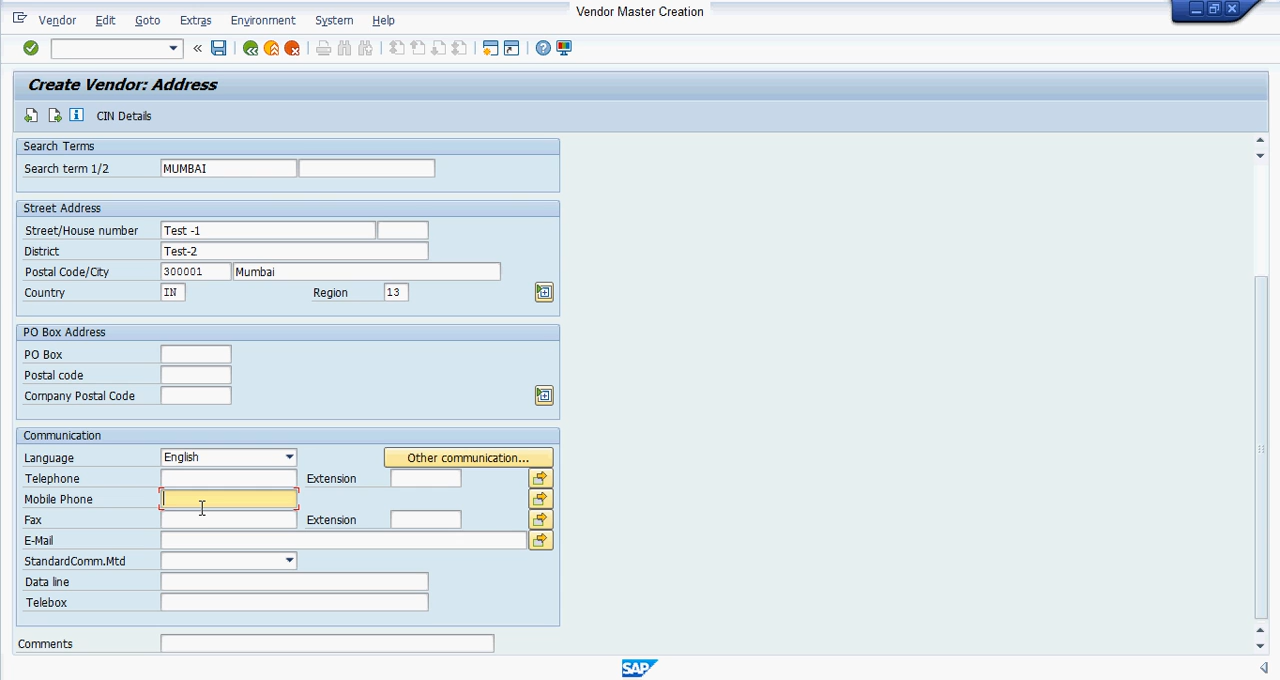 Vendor Master Creation
Vendor Edit Goto Extras Environment System Help
Create Vendor: Address
CIN Details
Search Terms
Search term 1/2 MUMBAI
Street Address
Street/House number Test -1
District Test-2
Postal Code/City 300001 Mumbai
Country IN Region 13
PO Box Address
PO Box
Postal code
Company Postal Code
Communication
Language English Other communication...
Telephone Extension
Mobile Phone
Fax Extension
E-Mail
StandardComm.Mtd
Data line
Telebox
Comments
SAP